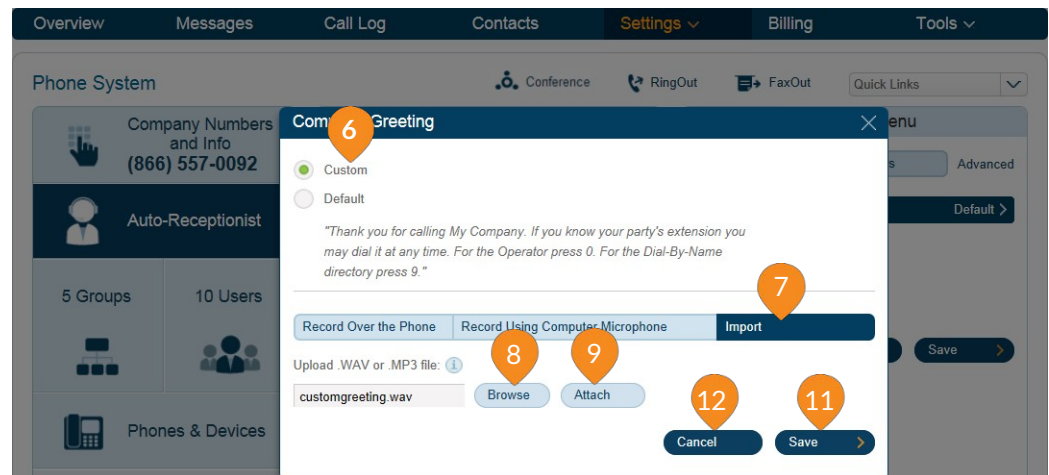 Overview Messages Call Log Contacts Settings Billing Tools
Phone System Conference RingOut FaxOut Quick Links
Company Numbers
and Info
(866) 557-0092
Auto-Receptionist
5 Groups 10 Users
Phones & Devices
Greeting
6
Custom
Default
"Thank you for calling My Company. If you know your party's extension you
may dial it at any time. For the Operator press 0. For the Dial-By-Name
directory press 9."
7
Record Over the Phone Record Using Computer Microphone Import
Upload .WAV or .MP3 file: i
8 9
customgreeting.wav Browse Attach
12 11
Cancel Save
enu
s Advanced
Default
Save